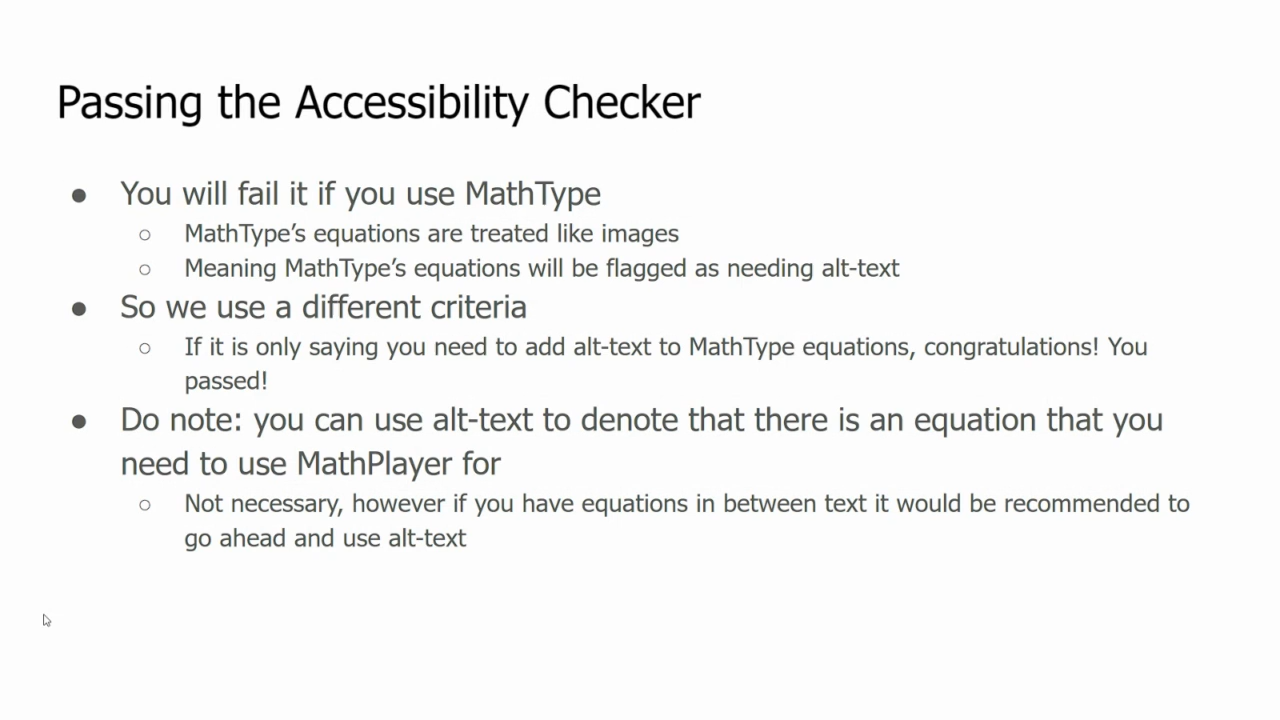 Passing the Accessibility Checker
● You will fail it if you use MathType
○ MathType’s equations are treated like images
○ Meaning MathType’s equations will be flagged as needing alt-text
● So we use a different criteria
○ If it is only saying you need to add alt-text to MathType equations, congratulations! You
passed!
● Do note: you can use alt-text to denote that there is an equation that you
need to use MathPlayer for
○ Not necessary, however if you have equations in between text it would be recommended to
go ahead and use alt-text